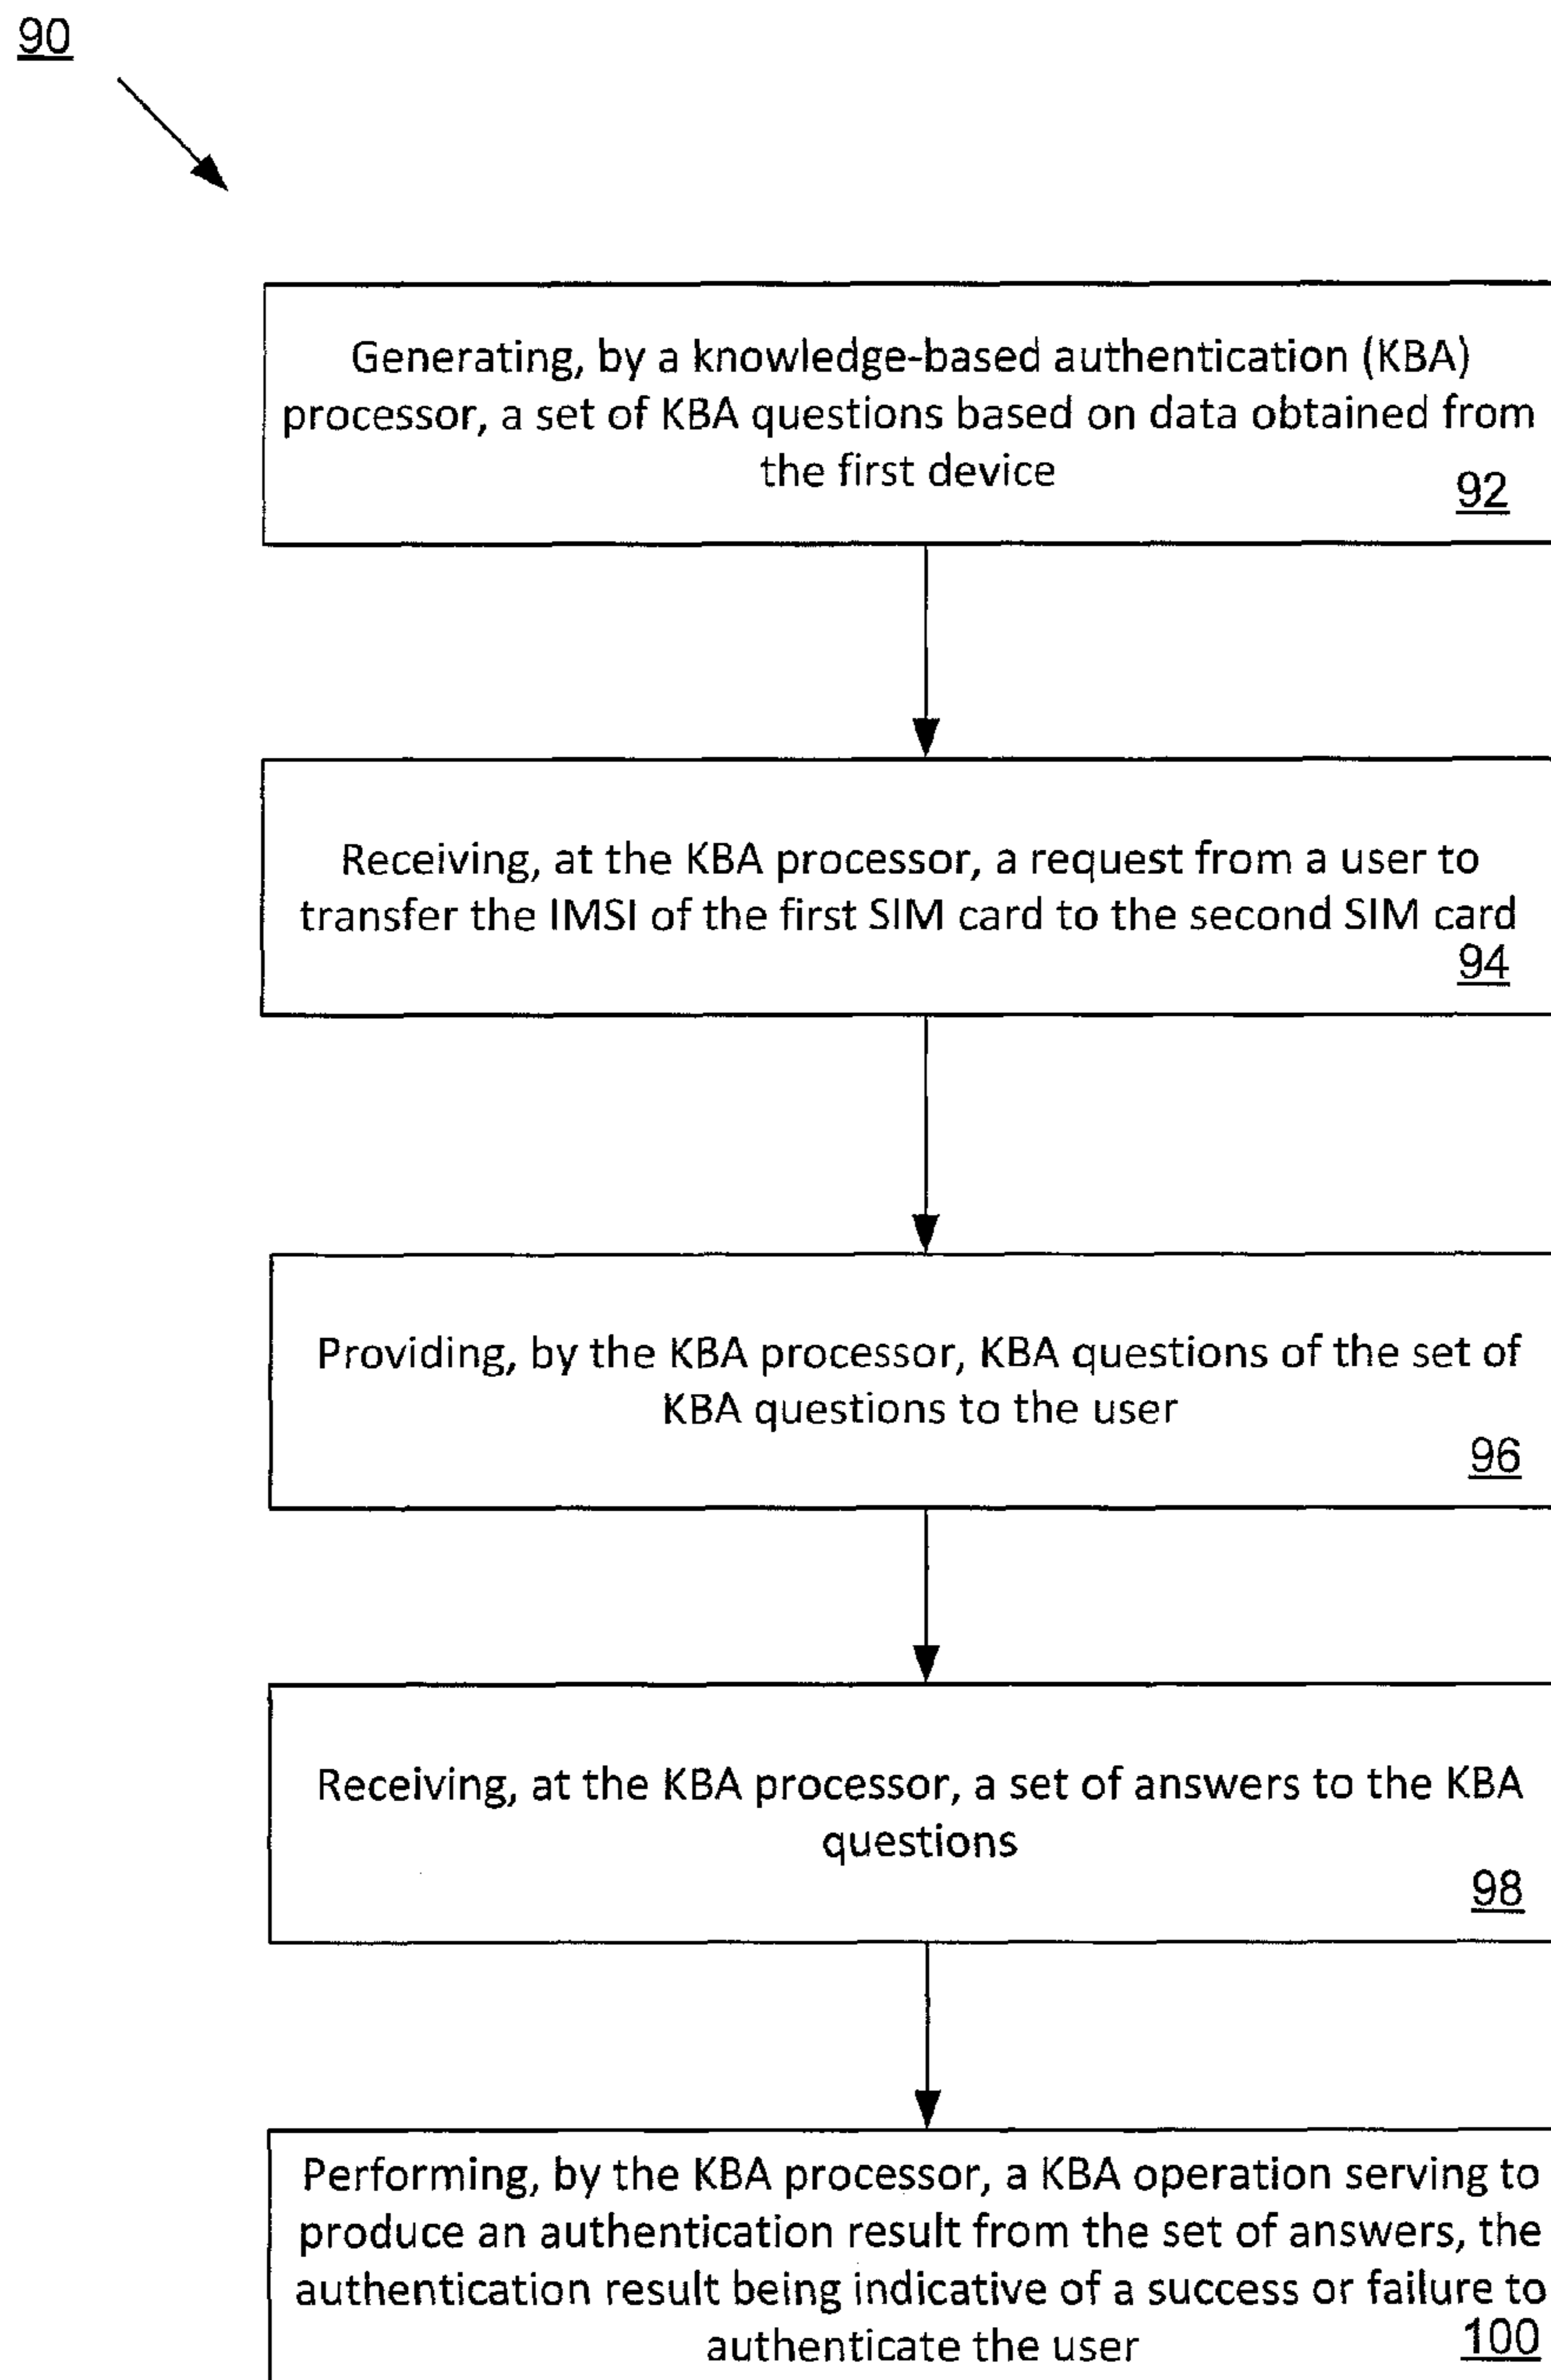 90
Generating, by a knowledge-based authentication (KBA)
processor, a set of KBA questions based on data obtained from
the first device
92
Receiving, at the KBA processor, a request from a user to
transfer the IMSI of the first SIM card to the second SIM card
94
Providing, by the KBA processor, KBA questions of the set of
KBA questions to the user
96
Receiving, at the KBA processor, a set of answers to the KBA
questions
98
Performing, by the KBA processor, a KBA operation serving to
produce an authentication result from the set of answers, the
authentication result being indicative of a success or failure to
authenticate the user
100